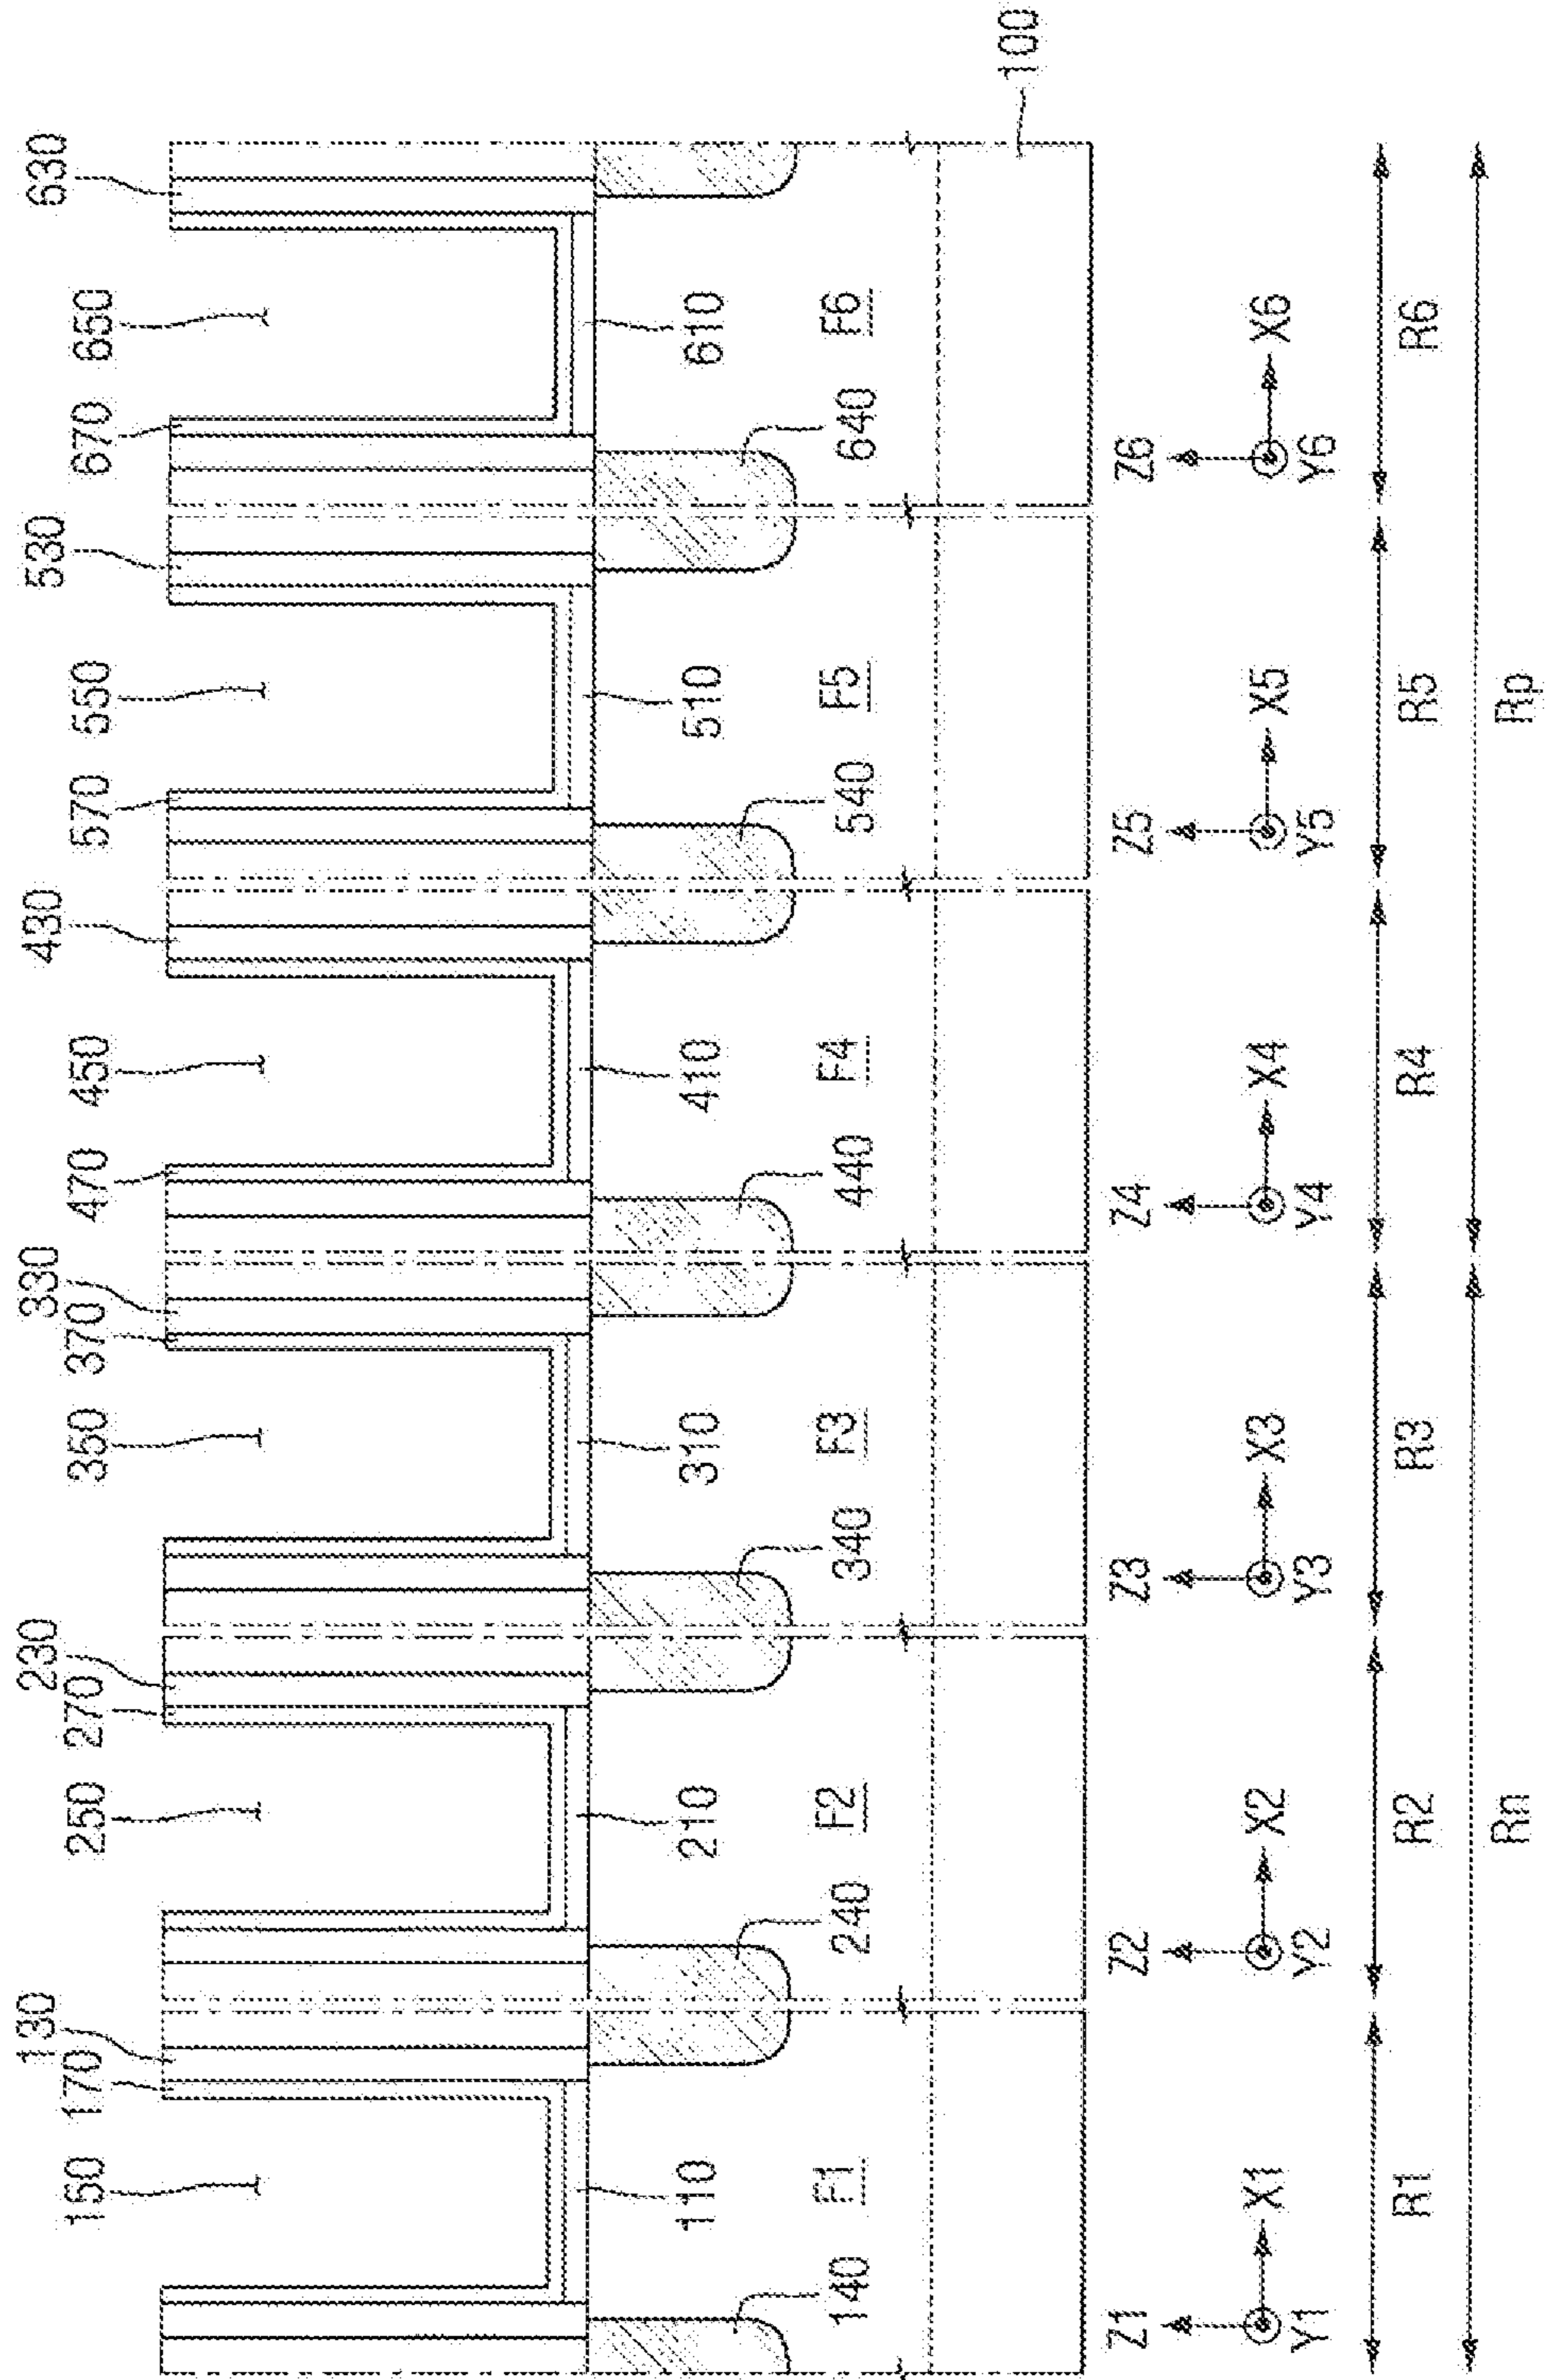 130 230 330 430 530 630
150 170 250 270 350 370 470 450 570 550 670 650
110 210 310 410 510 610
140 F1 240 F2 340 F3 440 F4 540 F5 640 F6
100
Z1 Z2 Z3 Z4 Z5 Z6
X1 X2 X3 X4 X5 X6
Y1 Y2 Y3 Y4 Y5 Y6
R1 R2 R3 R4 R5 R6
Rn Rp